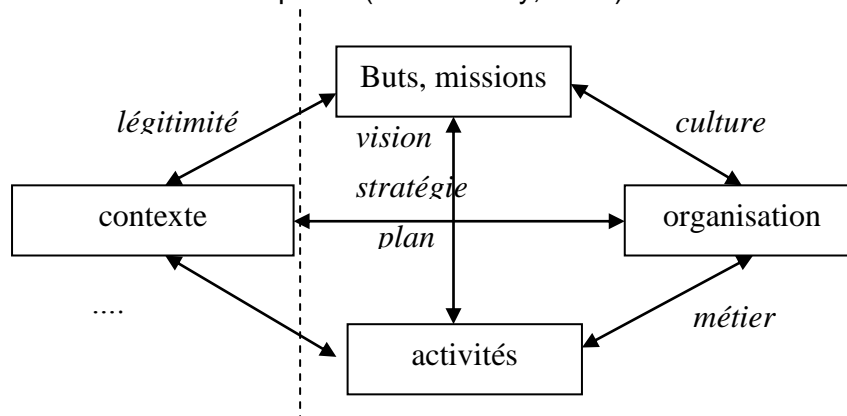 Buts, missions
légitimité
vision
culture
stratégie
contexte
organisation
plan
....
métier
activités